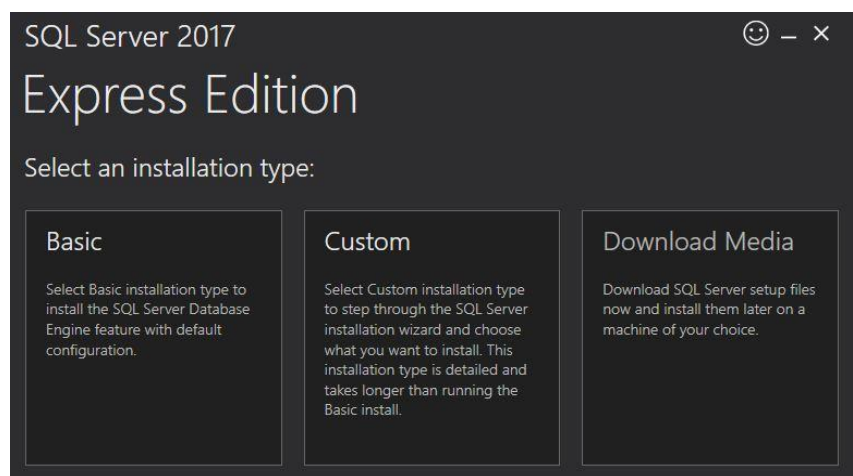 SQL Server 2017
Express Edition
Select an installation type:
Basic
Select Basic installation type to
install the SQL Server Database
Engine feature with default
configuration.
Custom
Select Custom installation type
to step through the SQL Server
installation wizard and choose
what you want to install. This
installation type is detailed and
takes longer than running the
Basic install.
Download Media
Download SQL Server setup files
now and install them later on a
machine of your choice.